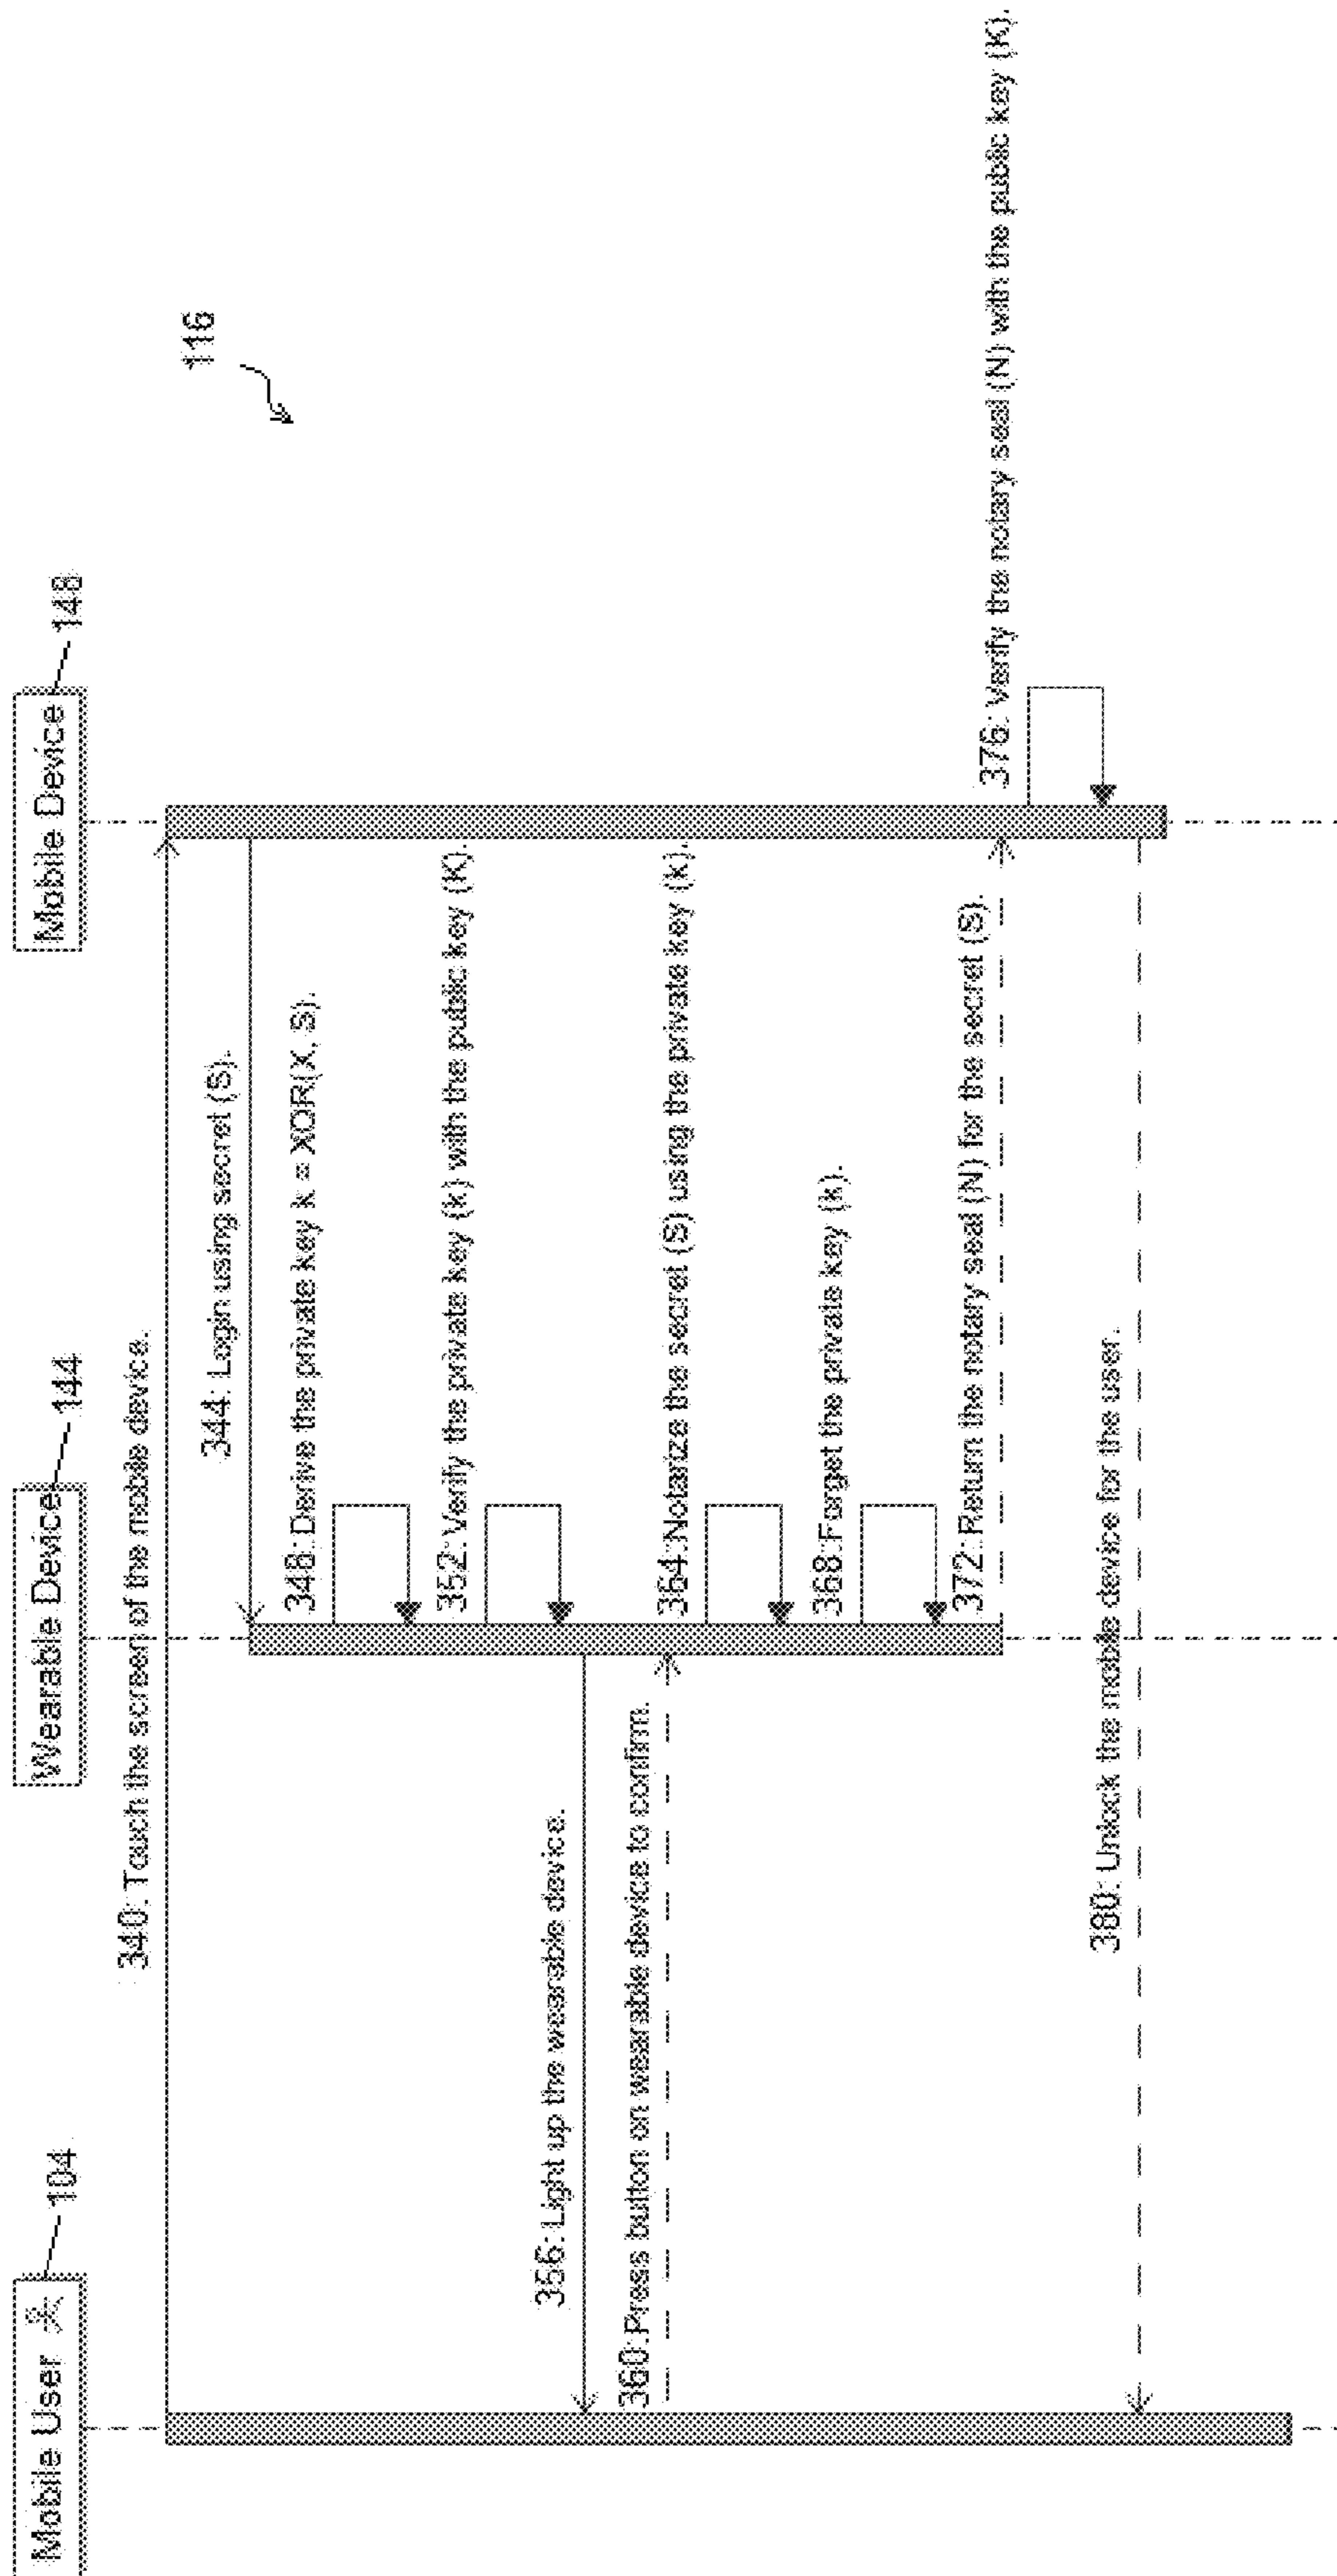 Mobile User
104
Wearable Device
144
Mobile Device
148
116
340: Touch the screen of the mobile device.
344: Login using secret (S).
348: Derive the private key k = XOR(X, S).
352: Verify the private key (k) with the public key (K).
356: Light up the wearable device.
360: Press button on wearable device to confirm.
364: Notarize the secret (S) using the private key (k).
368: Forget the private key (k).
372: Return the notary seal (N) for the secret (S).
376: Verify the notary seal (N) with the public key (K).
380: Unlock the mobile device for the user.